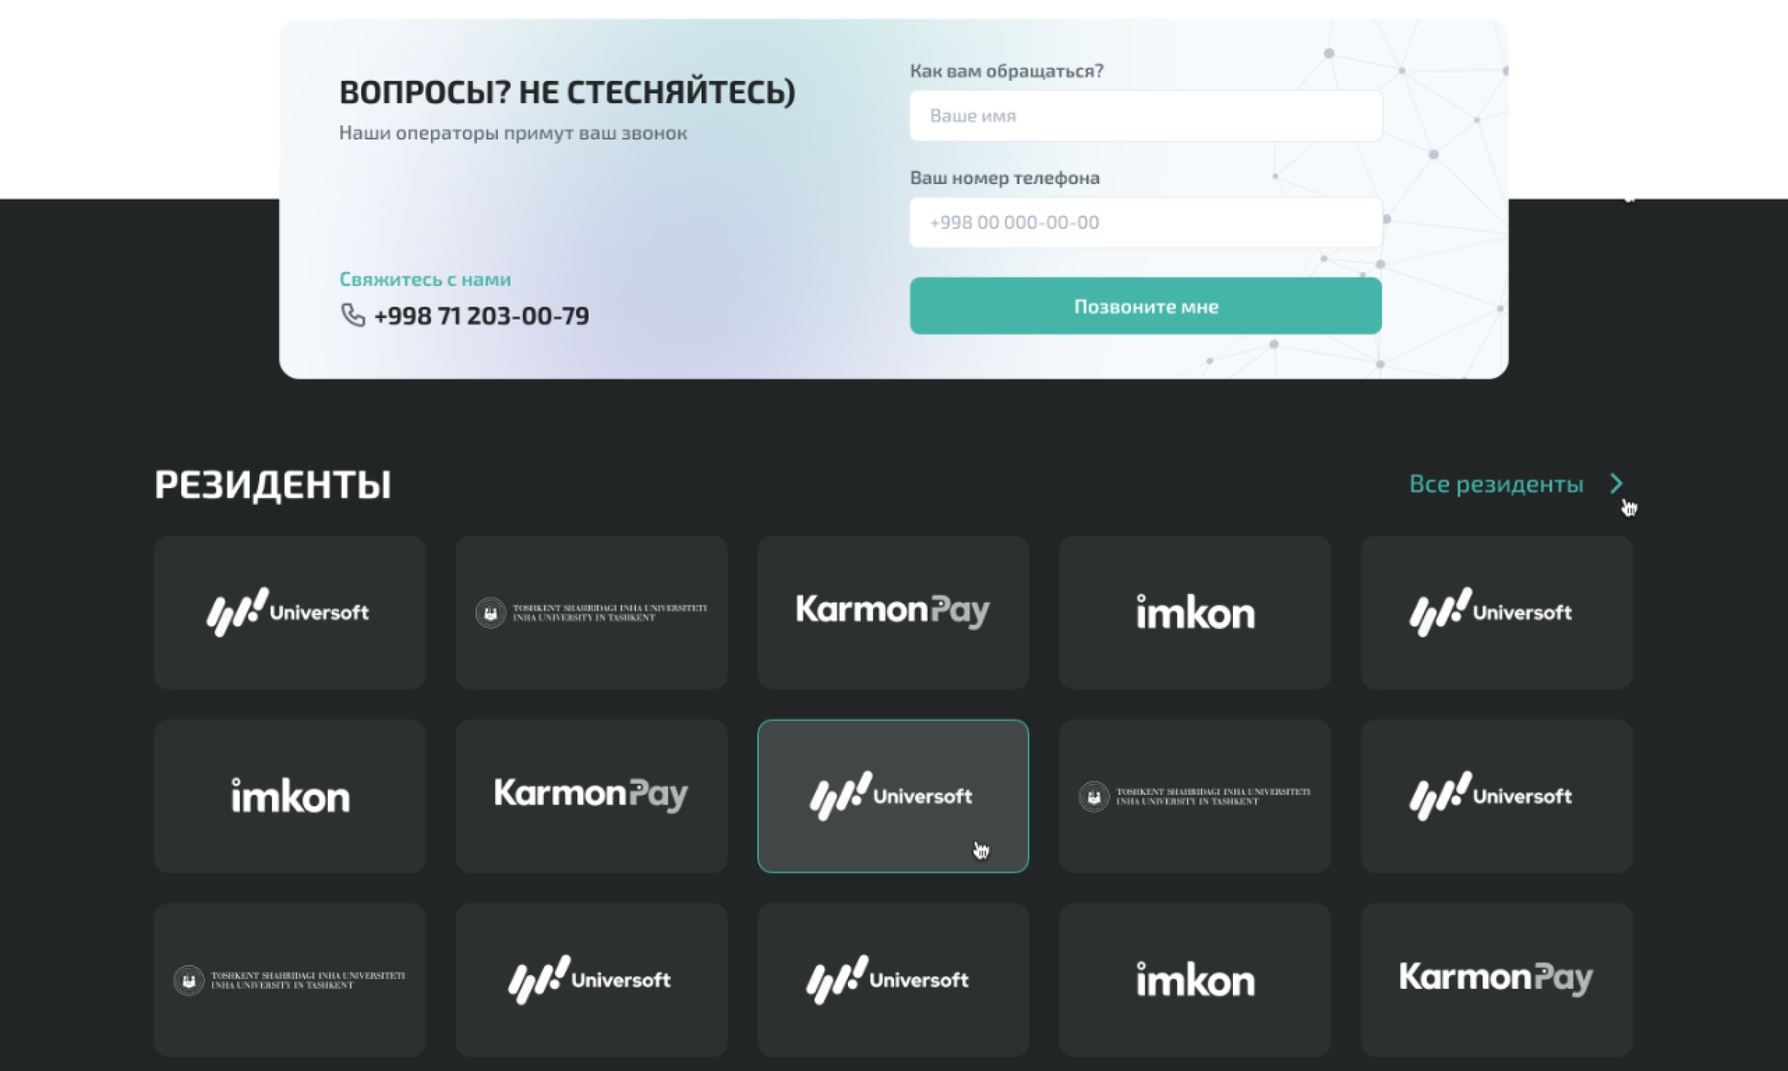 ВОПРОСЫ? НЕ СТЕСНЯЙТЕСЬ)
Наши операторы примут ваш звонок
Свяжитесь с нами
+998 71 203-00-79
Как вам обращаться?
Ваше имя
Ваш номер телефона
+998 00 000-00-00
Позвоните мне
РЕЗИДЕНТЫ
Все резиденты
Universoft
TOSHKENT SHAHRIDAGI INHA UNIVERSITETI
INHA UNIVERSITY IN TASHKENT
KarmonPay
imkon
Universoft
imkon
KarmonPay
Universoft
TOSHKENT SHAHRIDAGI INHA UNIVERSITETI
INHA UNIVERSITY IN TASHKENT
Universoft
TOSHKENT SHAHRIDAGI INHA UNIVERSITETI
INHA UNIVERSITY IN TASHKENT
Universoft
Universoft
imkon
KarmonPay